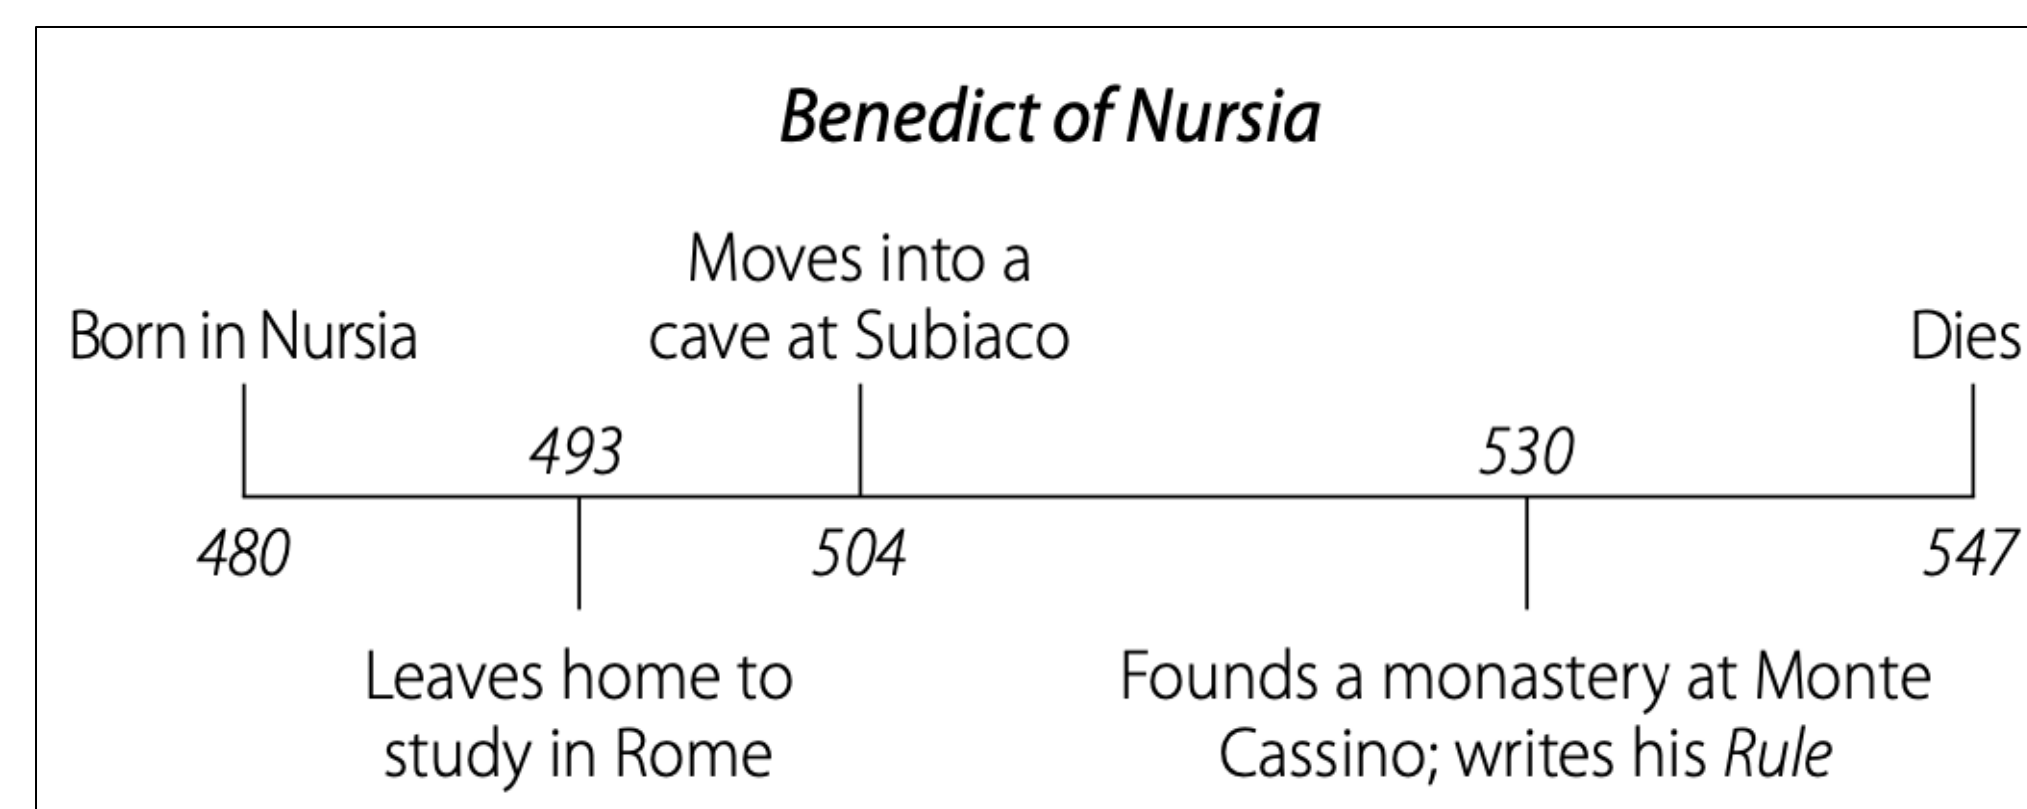 Benedict of Nursia
Moves into a
cave at Subiaco
Born in Nursia
Dies
493
530
480
504
547
Leaves home to
study in Rome
Founds a monastery at Monte
Cassino; writes his Rule